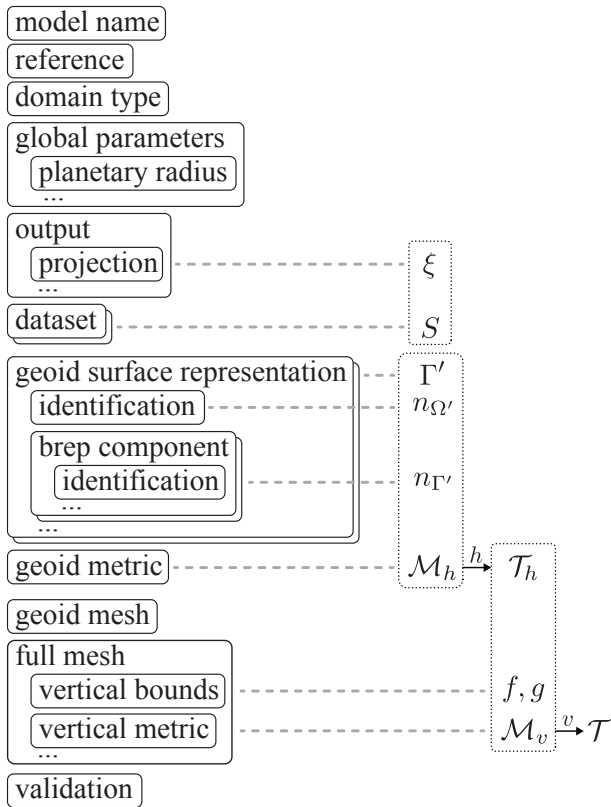 model name
reference
domain type
global parameters
planetary radius
...
output
projection ξ
...
dataset S
geoid surface representation Γ′
identification n_Ω′
brep component
identification n_Γ′
...
...
geoid metric ℳ_h h 𝒯_h
geoid mesh
full mesh
vertical bounds f, g
vertical metric ℳ_v v 𝒯
...
validation